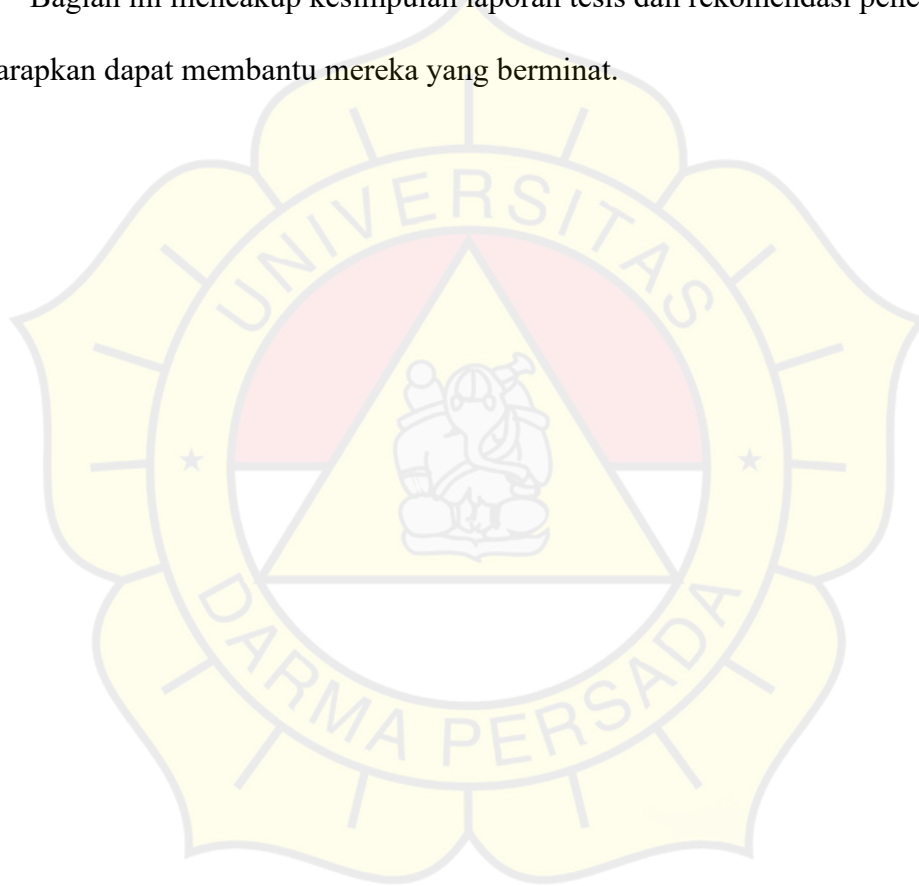 Bagian ini mencakup kesimpulan laporan tesis dan rekomendasi
arapkan dapat membantu mereka yang berminat.
UNIVERSITAS
DARMA PERSADA